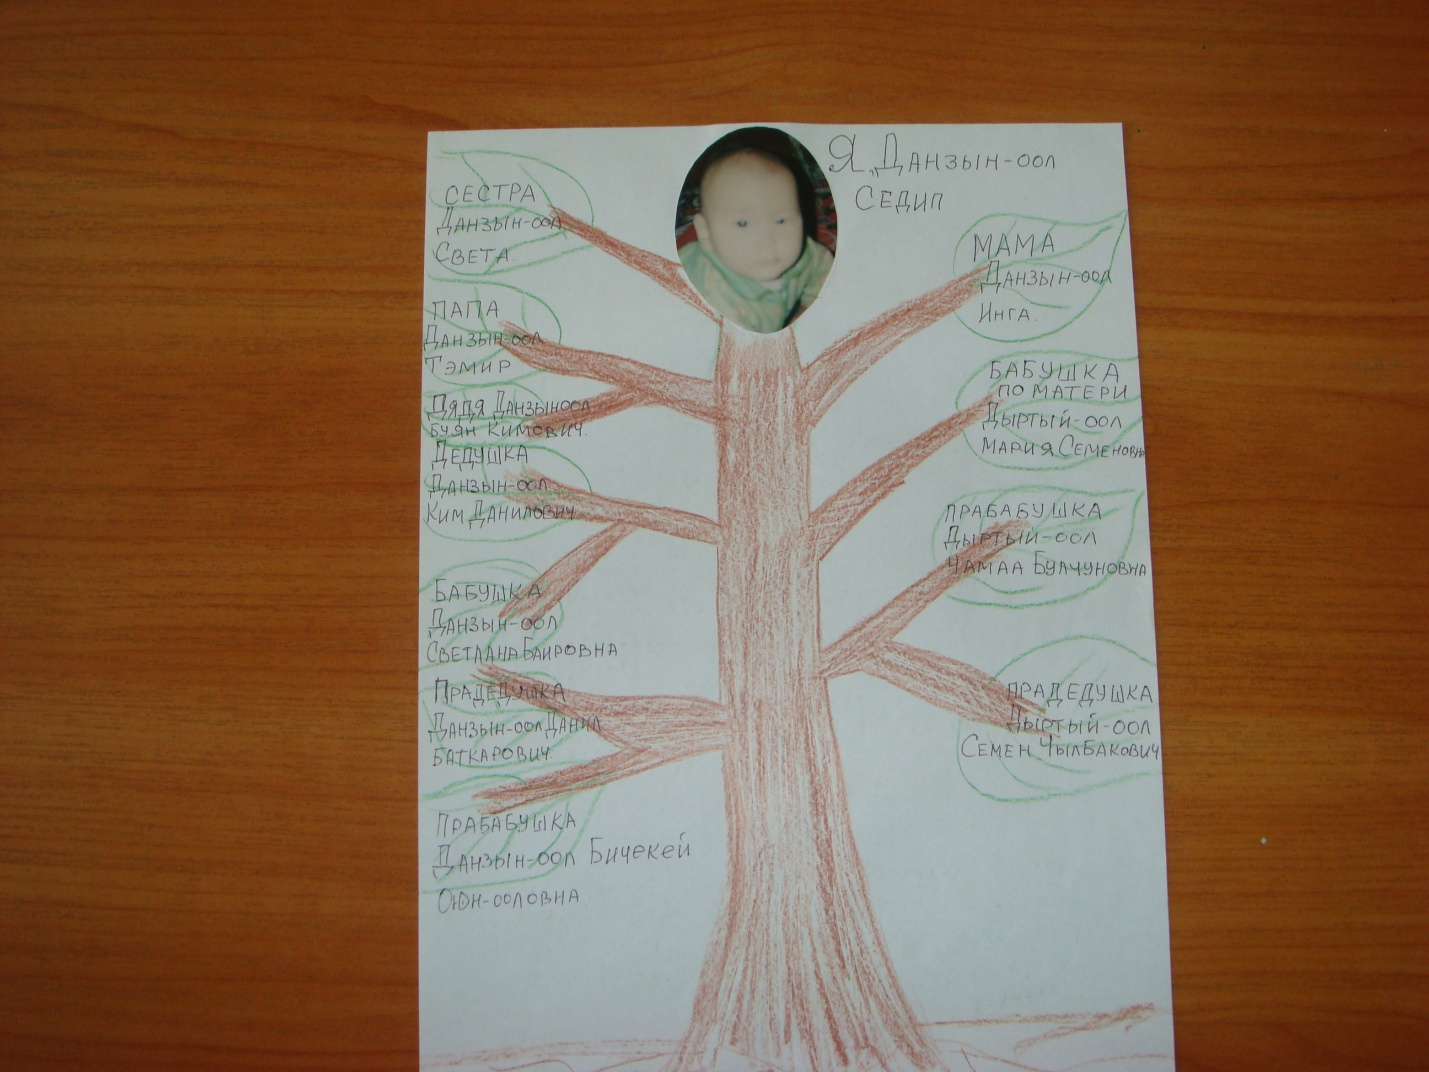 Я, Данзын-оол
Седип
СЕСТРА
Данзын-оол
Света.
ПАПА
Данзын-оол
Тэмир
Дядя Данзыноол
Буян Кимович.
Дедушка
Данзын-оол
Ким Данилович
Бабушка
Данзын-оол
Светлана Баировна
Прадедушка
Данзын-оол Данил
Баткарович.
Прабабушка
Данзын-оол Бичекей
Оюн-ооловна
МАМА
Данзын-оол
Инга.
БАБУШКА
ПО МАТЕРИ
Дыртый-оол
Мария Семеновна
ПРАБАБУШКА
Дыртый-оол
Чамаа Булчуновна
ПРАДЕДУШКА
Дыртый-оол
Семен Чылбакович